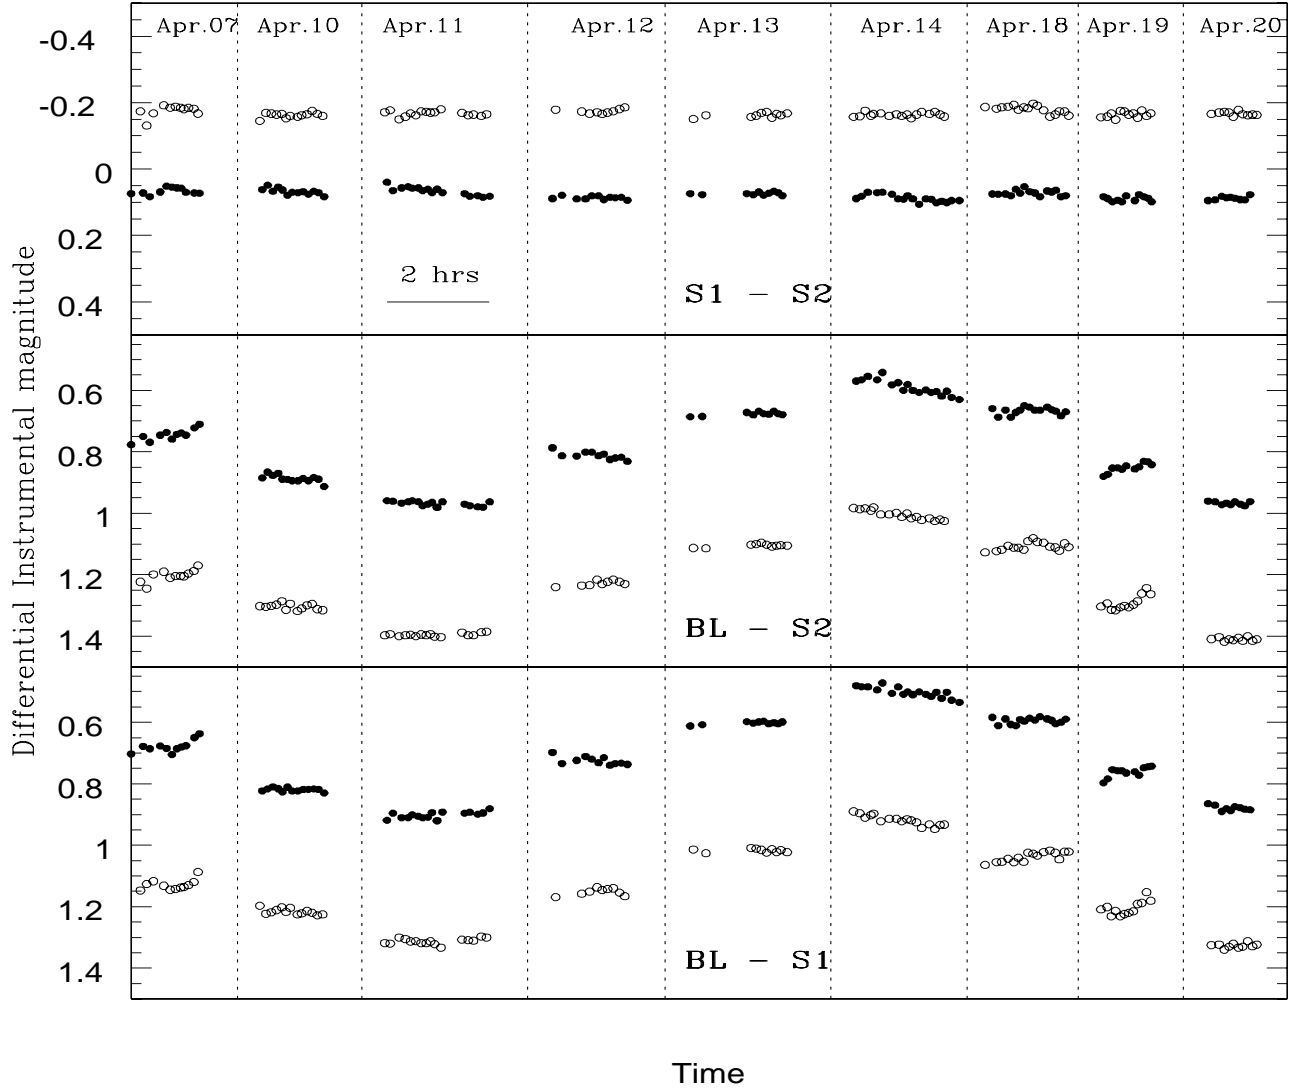 Apr.07 Apr.10 Apr.11 Apr.12 Apr.13 Apr.14 Apr.18 Apr.19 Apr.20
-0.4
-0.2
0
0.2
0.4
2 hrs
S1 - S2
Differential Instrumental magnitude
0.6
0.8
1
1.2
1.4
BL - S2
0.6
0.8
1
1.2
1.4
BL - S1
Time